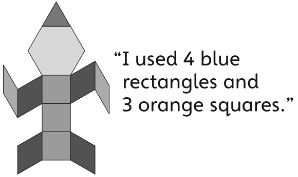 “I used 4 blue
rectangles and
3 orange squares.”